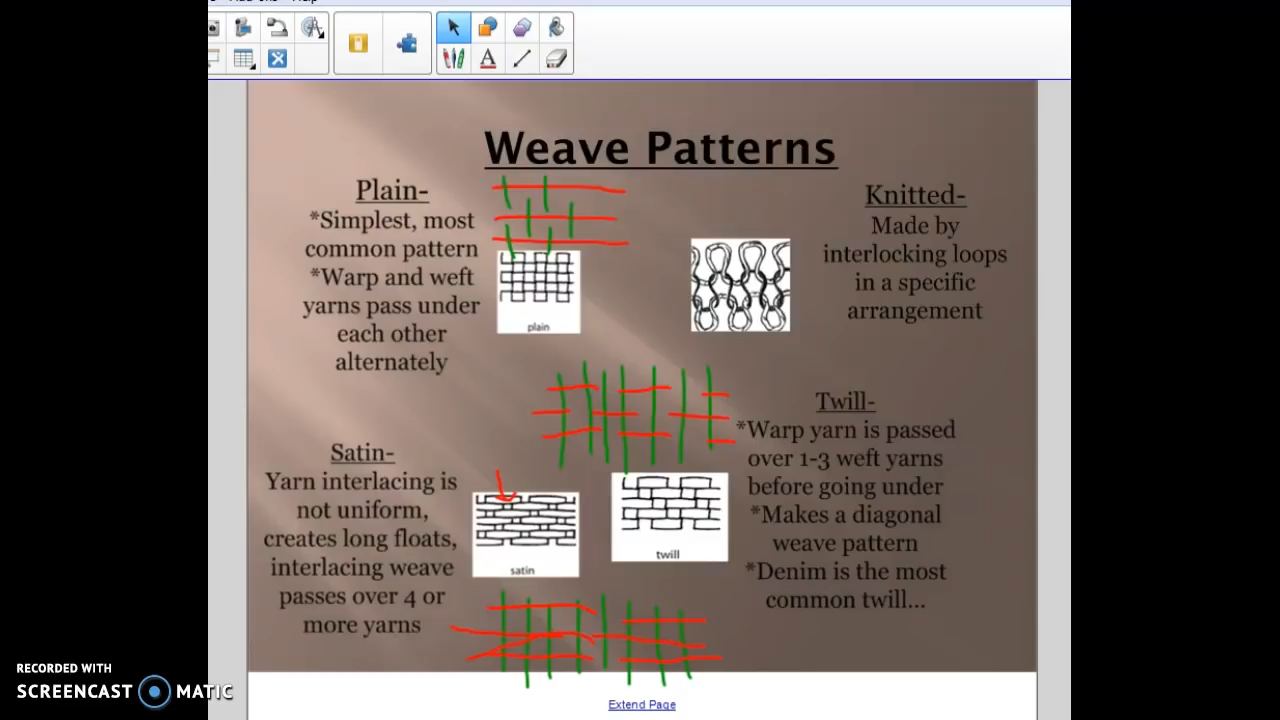 Weave Patterns
Plain-
*Simplest, most
common pattern
*Warp and weft
yarns pass under
each other
alternately
plain
Knitted-
Made by
interlocking loops
in a specific
arrangement
Satin-
Yarn interlacing is
not uniform,
creates long floats,
interlacing weave
passes over 4 or
more yarns
satin
twill
Twill-
*Warp yarn is passed
over 1-3 weft yarns
before going under
*Makes a diagonal
weave pattern
*Denim is the most
common twill...
RECORDED WITH
SCREENCAST MATIC
Extend Page